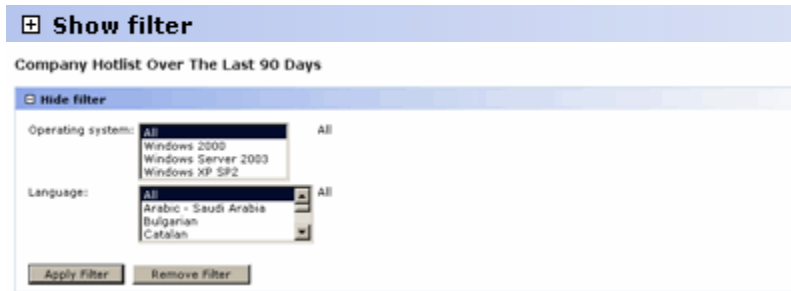 Show filter
Company Hotlist Over The Last 90 Days
Hide filter
Operating system: All All
Windows 2000
Windows Server 2003
Windows XP SP2
Language: All All
Arabic - Saudi Arabia
Bulgarian
Catalan
Apply Filter Remove Filter